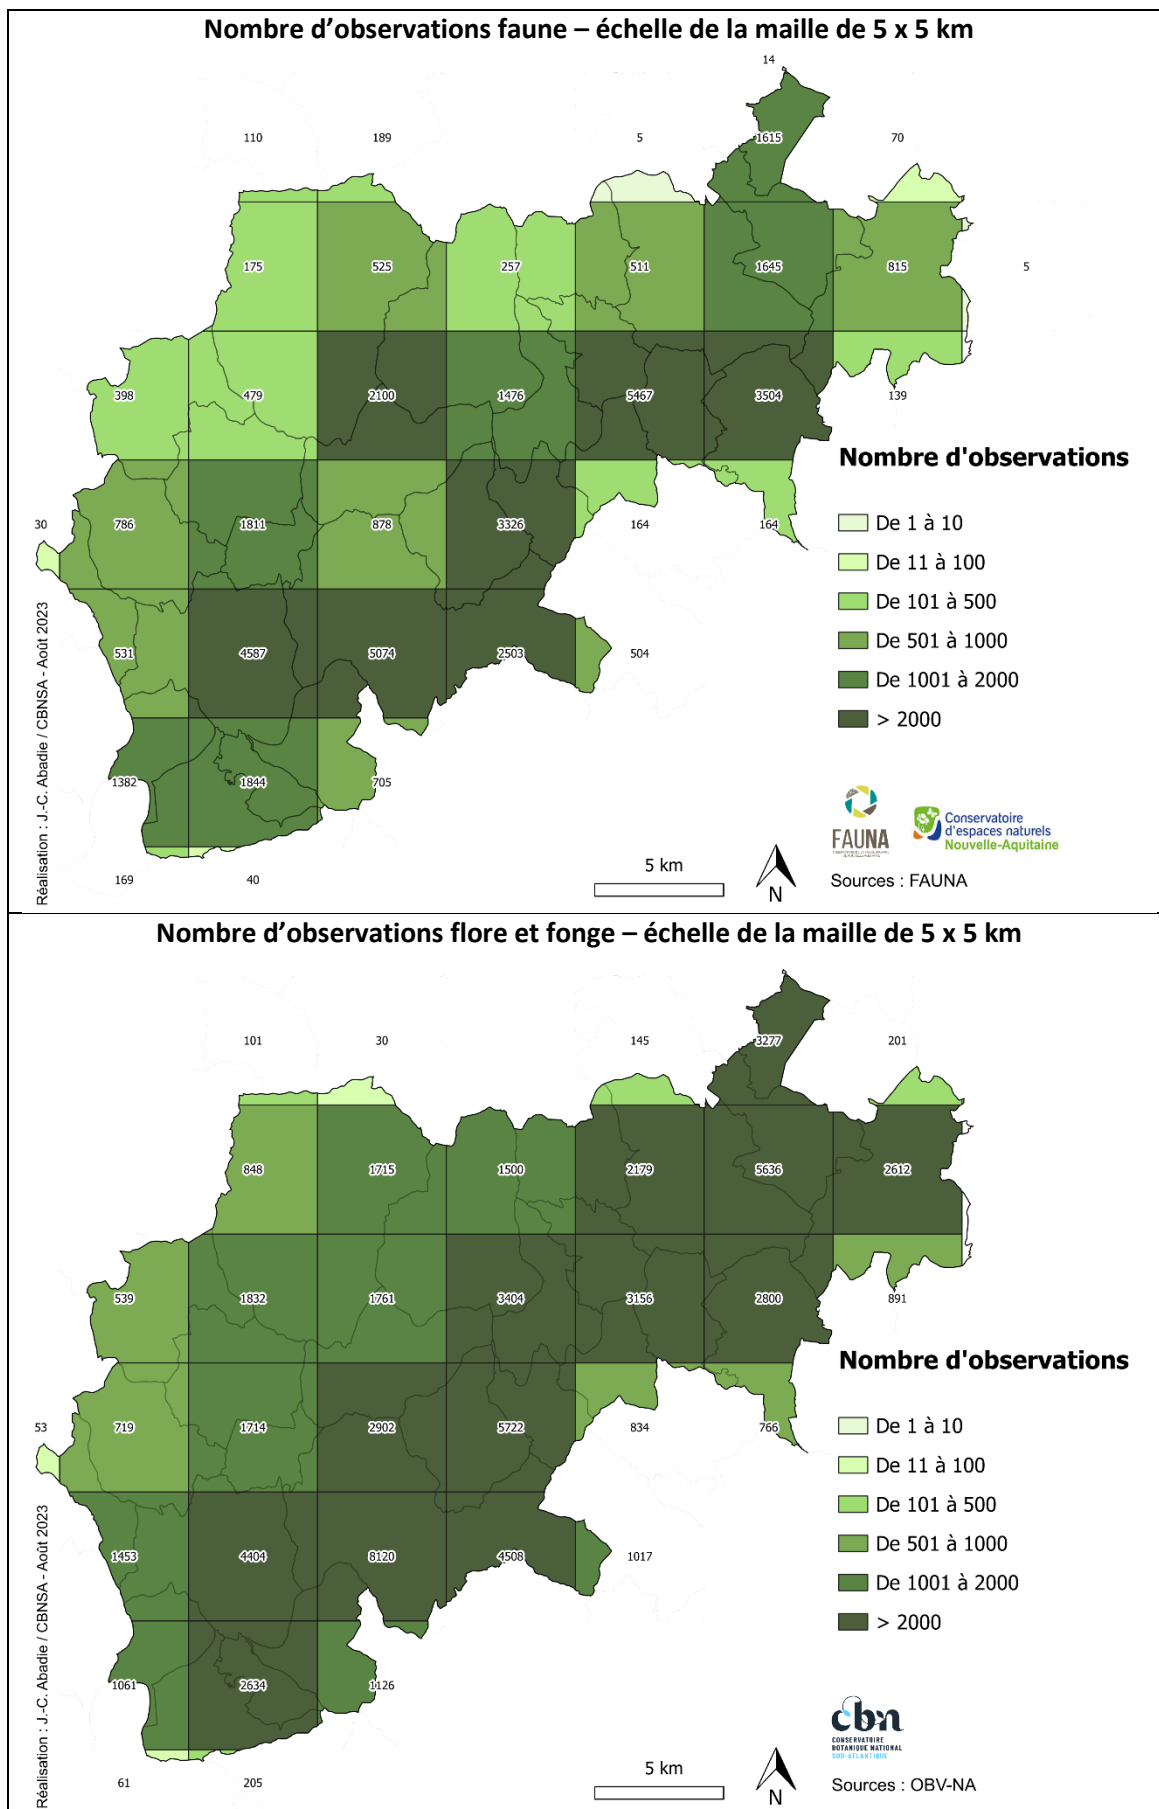 Nombre d’observations faune – échelle de la maille de 5 x 5 km
14
110 189 5 1615 70
175 525 257 511 1645 815 5
398 479 2100 1476 5467 3504 139
30 786 1811 878 3326 164 164
531 4587 5074 2503 504
1382 1844 705
169 40
Nombre d'observations
De 1 à 10
De 11 à 100
De 101 à 500
De 501 à 1000
De 1001 à 2000
> 2000
Réalisation : J.-C. Abadie / CBNSA - Août 2023
5 km
N
FAUNA
Conservatoire
d'espaces naturels
Nouvelle-Aquitaine
Sources : FAUNA
Nombre d’observations flore et fonge – échelle de la maille de 5 x 5 km
101 30 145 3277 201
848 1715 1500 2179 5636 2612
539 1832 1761 3404 3156 2800 891
53 719 1714 2902 5722 834 766
1453 4404 8120 4508 1017
1061 2634 1126
61 205
Nombre d'observations
De 1 à 10
De 11 à 100
De 101 à 500
De 501 à 1000
De 1001 à 2000
> 2000
Réalisation : J.-C. Abadie / CBNSA - Août 2023
5 km
N
cbn
CONSERVATOIRE
BOTANIQUE NATIONAL
SUD-ATLANTIQUE
Sources : OBV-NA